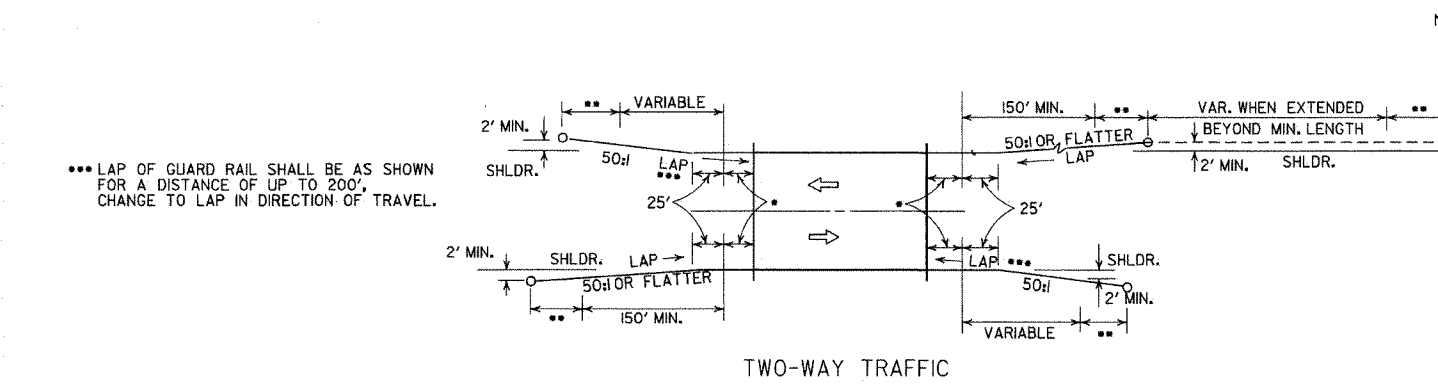 ** VARIABLE
150' MIN. ** VAR. WHEN EXTENDED **
2' MIN.
50:1 OR FLATTER BEYOND MIN. LENGTH
50:1 LAP LAP 2' MIN. SHLDR.
SHLDR. ***
*** LAP OF GUARD RAIL SHALL BE AS SHOWN
FOR A DISTANCE OF UP TO 200',
CHANGE TO LAP IN DIRECTION OF TRAVEL.
25' * * 25'
2' MIN. SHLDR. LAP LAP *** SHLDR.
50:1 OR FLATTER 50:1
2' MIN.
** 150' MIN. VARIABLE **
TWO-WAY TRAFFIC